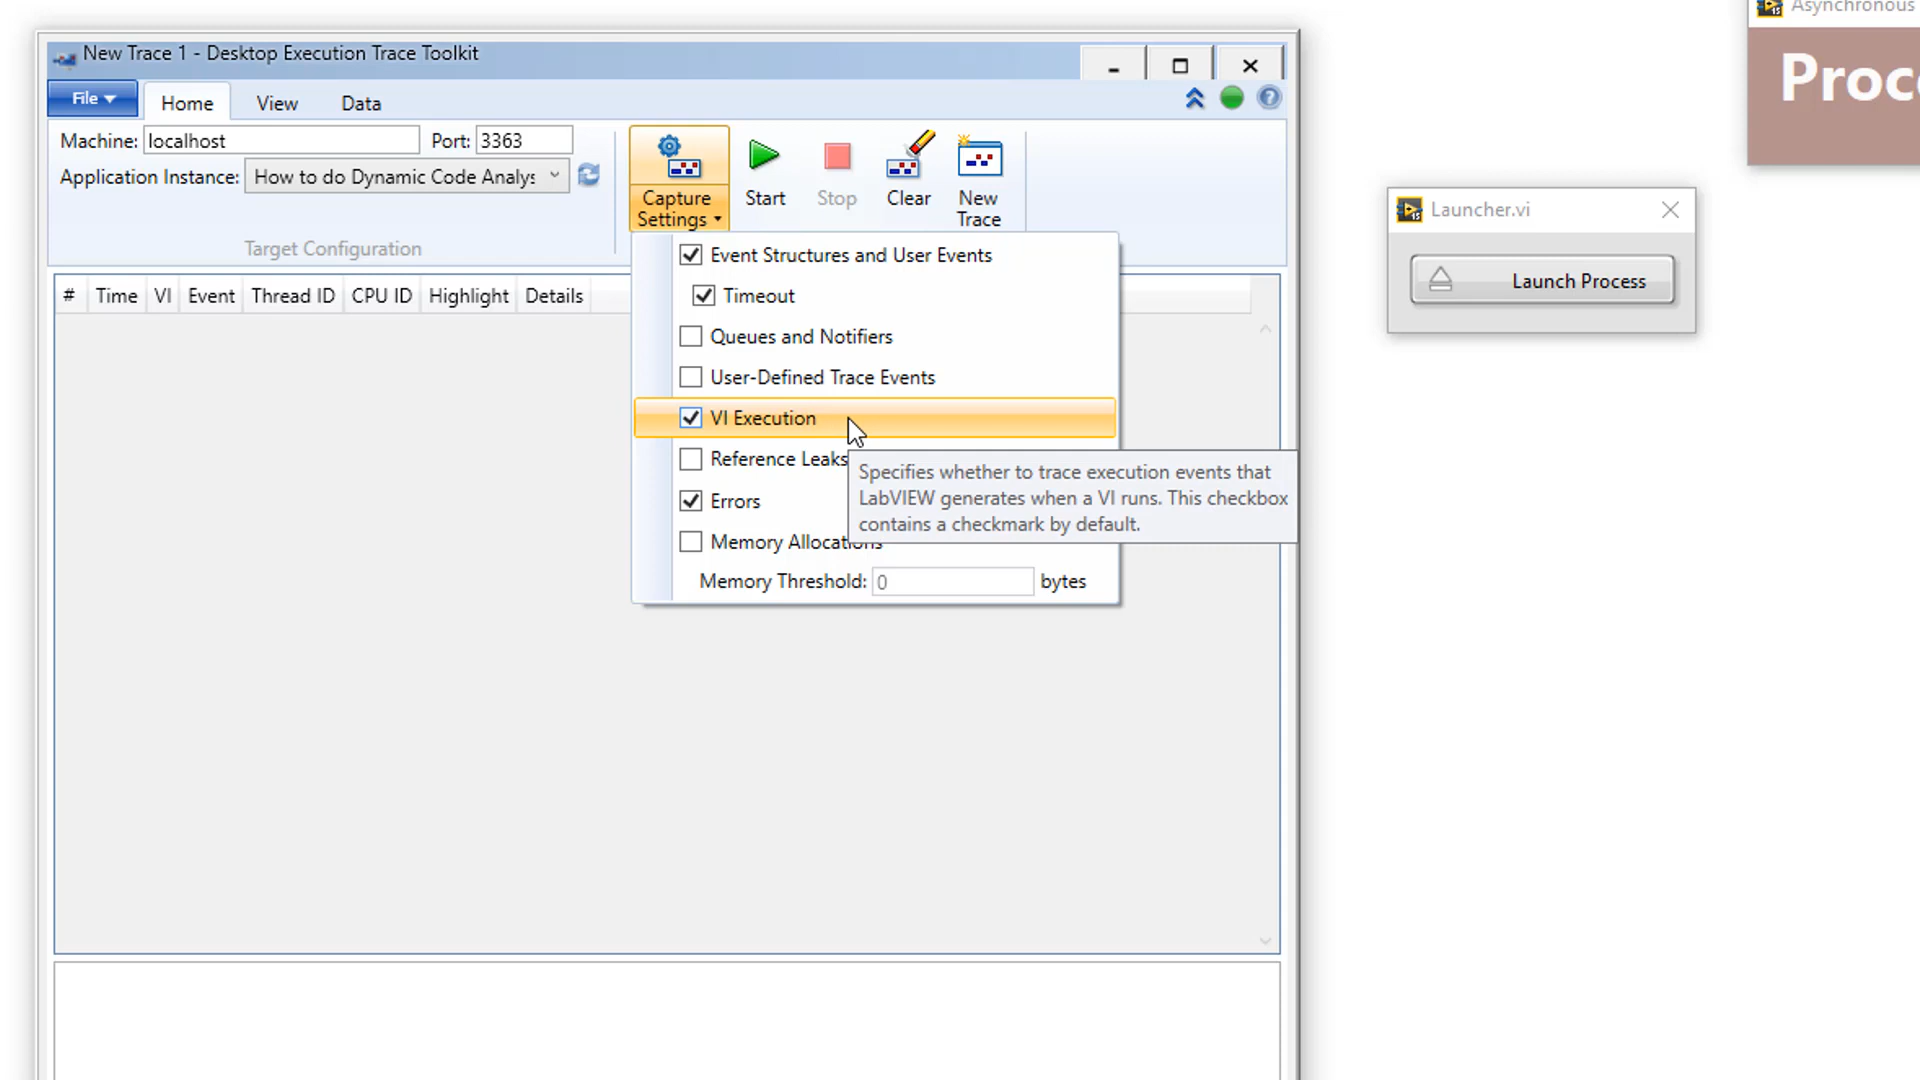 Asynchronous
New Trace 1 - Desktop Execution Trace Toolkit
File
Home
View
Data
Machine: localhost
Port: 3363
Application Instance: How to do Dynamic Code Analys
Target Configuration
Capture
Settings
Start
Stop
Clear
New
Trace
# Time VI Event Thread ID CPU ID Highlight Details
Event Structures and User Events
Timeout
Queues and Notifiers
User-Defined Trace Events
VI Execution
Reference Leaks
Errors
Memory Allocations
Memory Threshold: 0 bytes
Specifies whether to trace execution events that
LabVIEW generates when a VI runs. This checkbox
contains a checkmark by default.
Launcher.vi
Launch Process
Proc